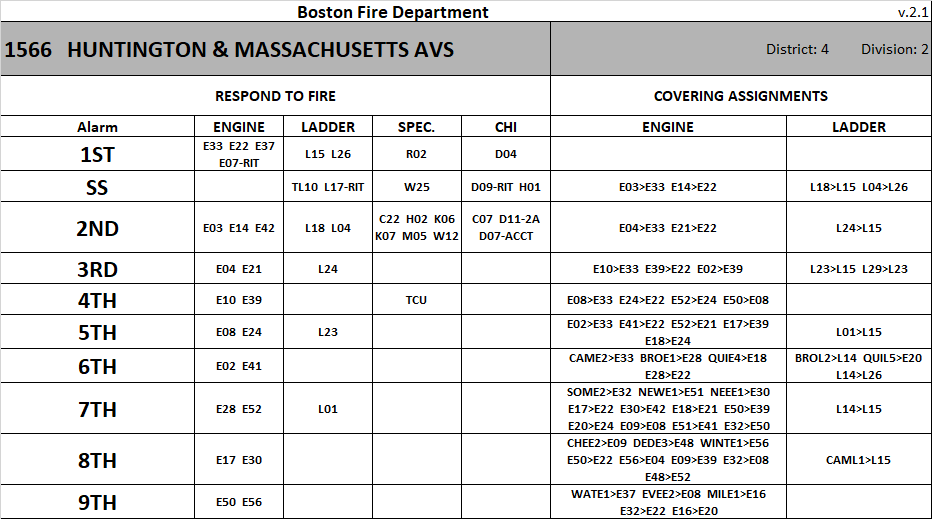 Boston Fire Department v.2.1
1566 HUNTINGTON & MASSACHUSETTS AVS District: 4 Division: 2
RESPOND TO FIRE COVERING ASSIGNMENTS
Alarm ENGINE LADDER SPEC. CHI ENGINE LADDER
1ST E33 E22 E37 E07-RIT L15 L26 R02 D04
SS TL10 L17-RIT W25 D09-RIT H01 E03>E33 E14>E22 L18>L15 L04>L26
2ND E03 E14 E42 L18 L04 C22 H02 K06 K07 M05 W12 C07 D11-2A D07-ACCT E04>E33 E21>E22 L24>L15
3RD E04 E21 L24 E10>E33 E39>E22 E02>E39 L23>L15 L29>L23
4TH E10 E39 TCU E08>E33 E24>E22 E52>E24 E50>E08
5TH E08 E24 L23 E02>E33 E41>E22 E52>E21 E17>E39 E18>E24 L01>L15
6TH E02 E41 CAME2>E33 BROE1>E28 QUIE4>E18 E28>E22 BROL2>L14 QUIL5>E20 L14>L26
7TH E28 E52 L01 SOME2>E32 NEWE1>E51 NEEE1>E30 E17>E22 E30>E42 E18>E21 E50>E39 E20>E24 E09>E08 E51>E41 E32>E50 L14>L15
8TH E17 E30 CHEE2>E09 DEDE3>E48 WINTE1>E56 E50>E22 E56>E04 E09>E39 E32>E08 E48>E52 CAML1>L15
9TH E50 E56 WATE1>E37 EVEE2>E08 MILE1>E16 E32>E22 E16>E20